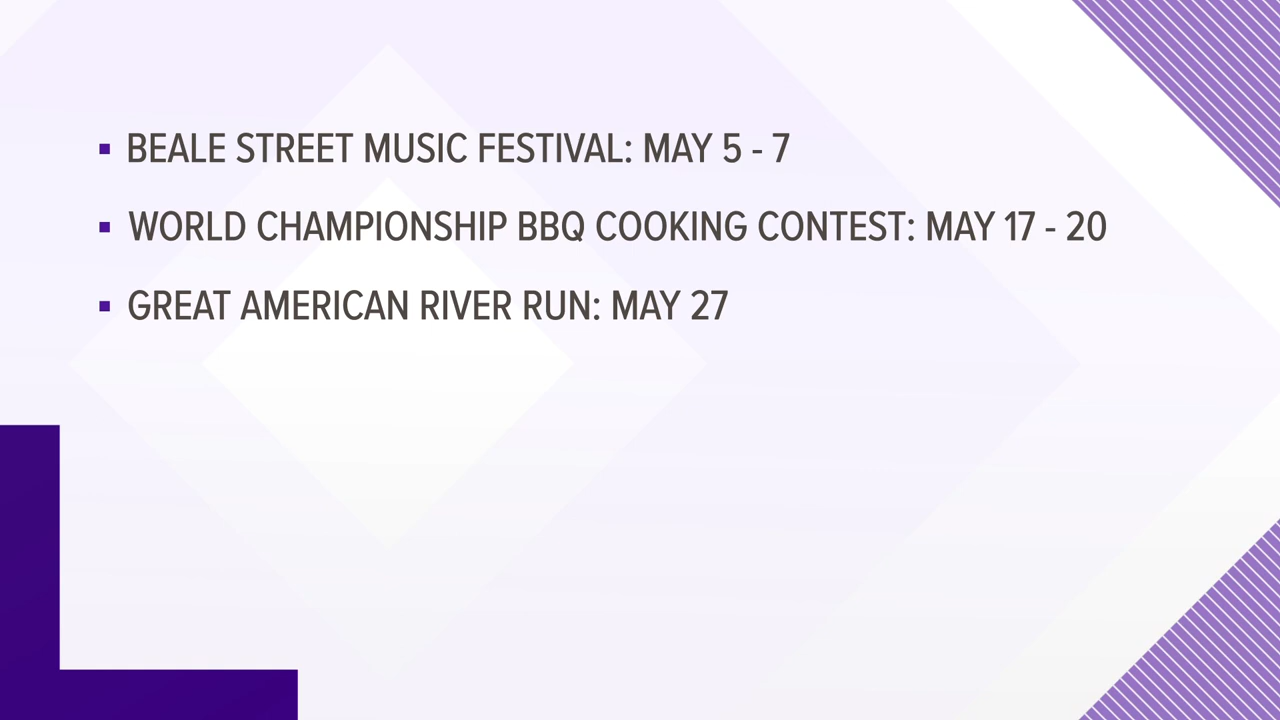 ▪ BEALE STREET MUSIC FESTIVAL: MAY 5 - 7
▪ WORLD CHAMPIONSHIP BBQ COOKING CONTEST: MAY 17 - 20
▪ GREAT AMERICAN RIVER RUN: MAY 27